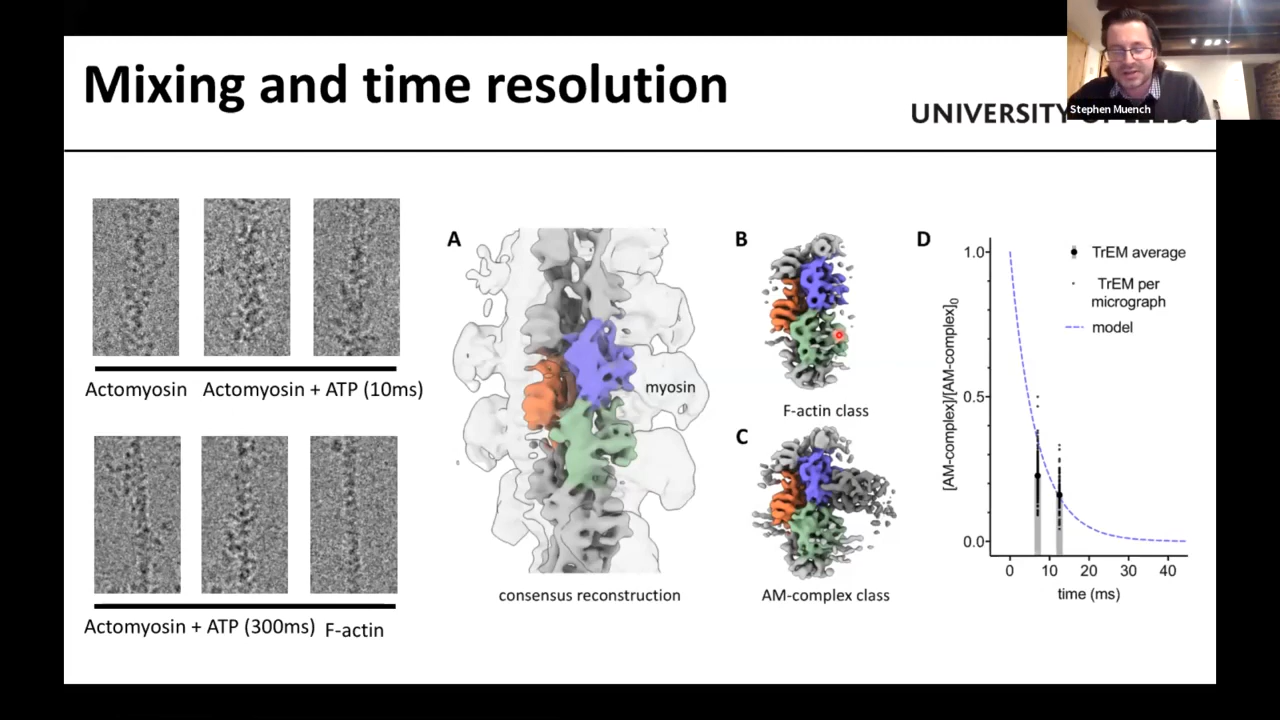 Mixing and time resolution
UNIVERSITY OF LEEDS
Stephen Muench
Actomyosin
Actomyosin + ATP (10ms)
Actomyosin + ATP (300ms)
F-actin
A
myosin
consensus reconstruction
B
F-actin class
C
AM-complex class
D
[AM-complex]/[AM-complex]0
1.0
0.5
0.0
TrEM average
TrEM per
micrograph
model
0
10
20
30
40
time (ms)